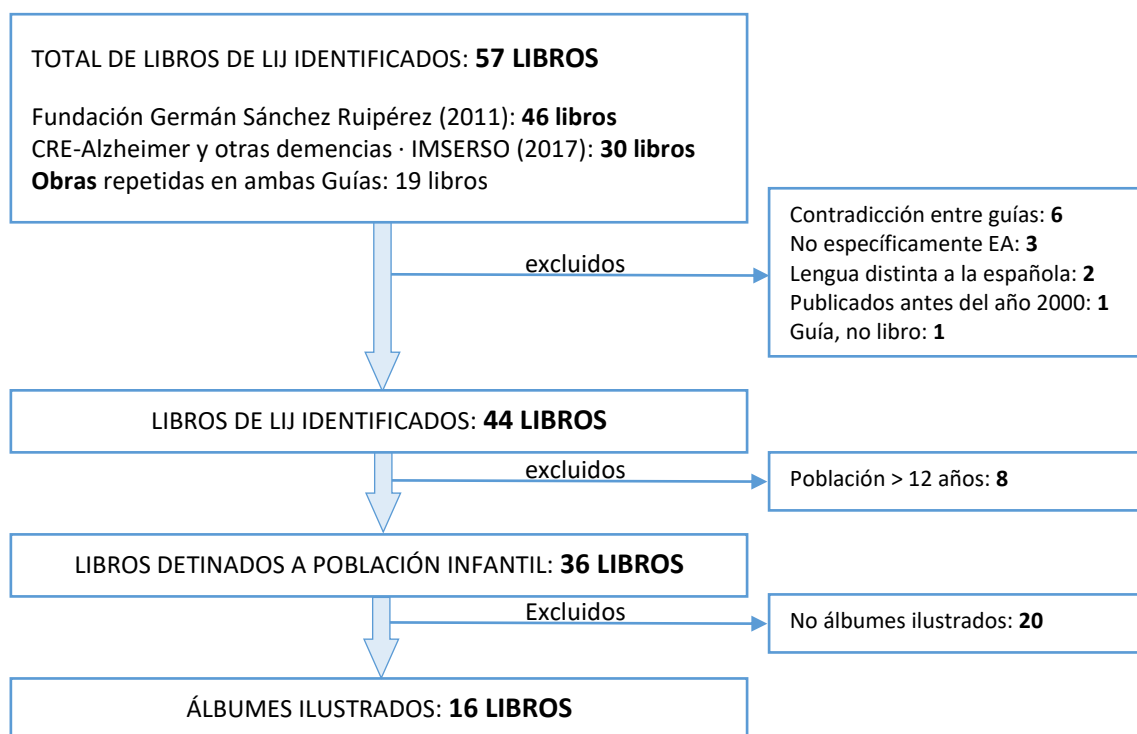 TOTAL DE LIBROS DE LIJ IDENTIFICADOS: 57 LIBROS
Fundación Germán Sánchez Ruipérez (2011): 46 libros
CRE-Alzheimer y otras demencias · IMSERSO (2017): 30 libros
Obras repetidas en ambas Guías: 19 libros
excluidos
Contradicción entre guías: 6
No específicamente EA: 3
Lengua distinta a la española: 2
Publicados antes del año 2000: 1
Guía, no libro: 1
LIBROS DE LIJ IDENTIFICADOS: 44 LIBROS
excluidos
Población > 12 años: 8
LIBROS DETINADOS A POBLACIÓN INFANTIL: 36 LIBROS
Excluidos
No álbumes ilustrados: 20
ÁLBUMES ILUSTRADOS: 16 LIBROS